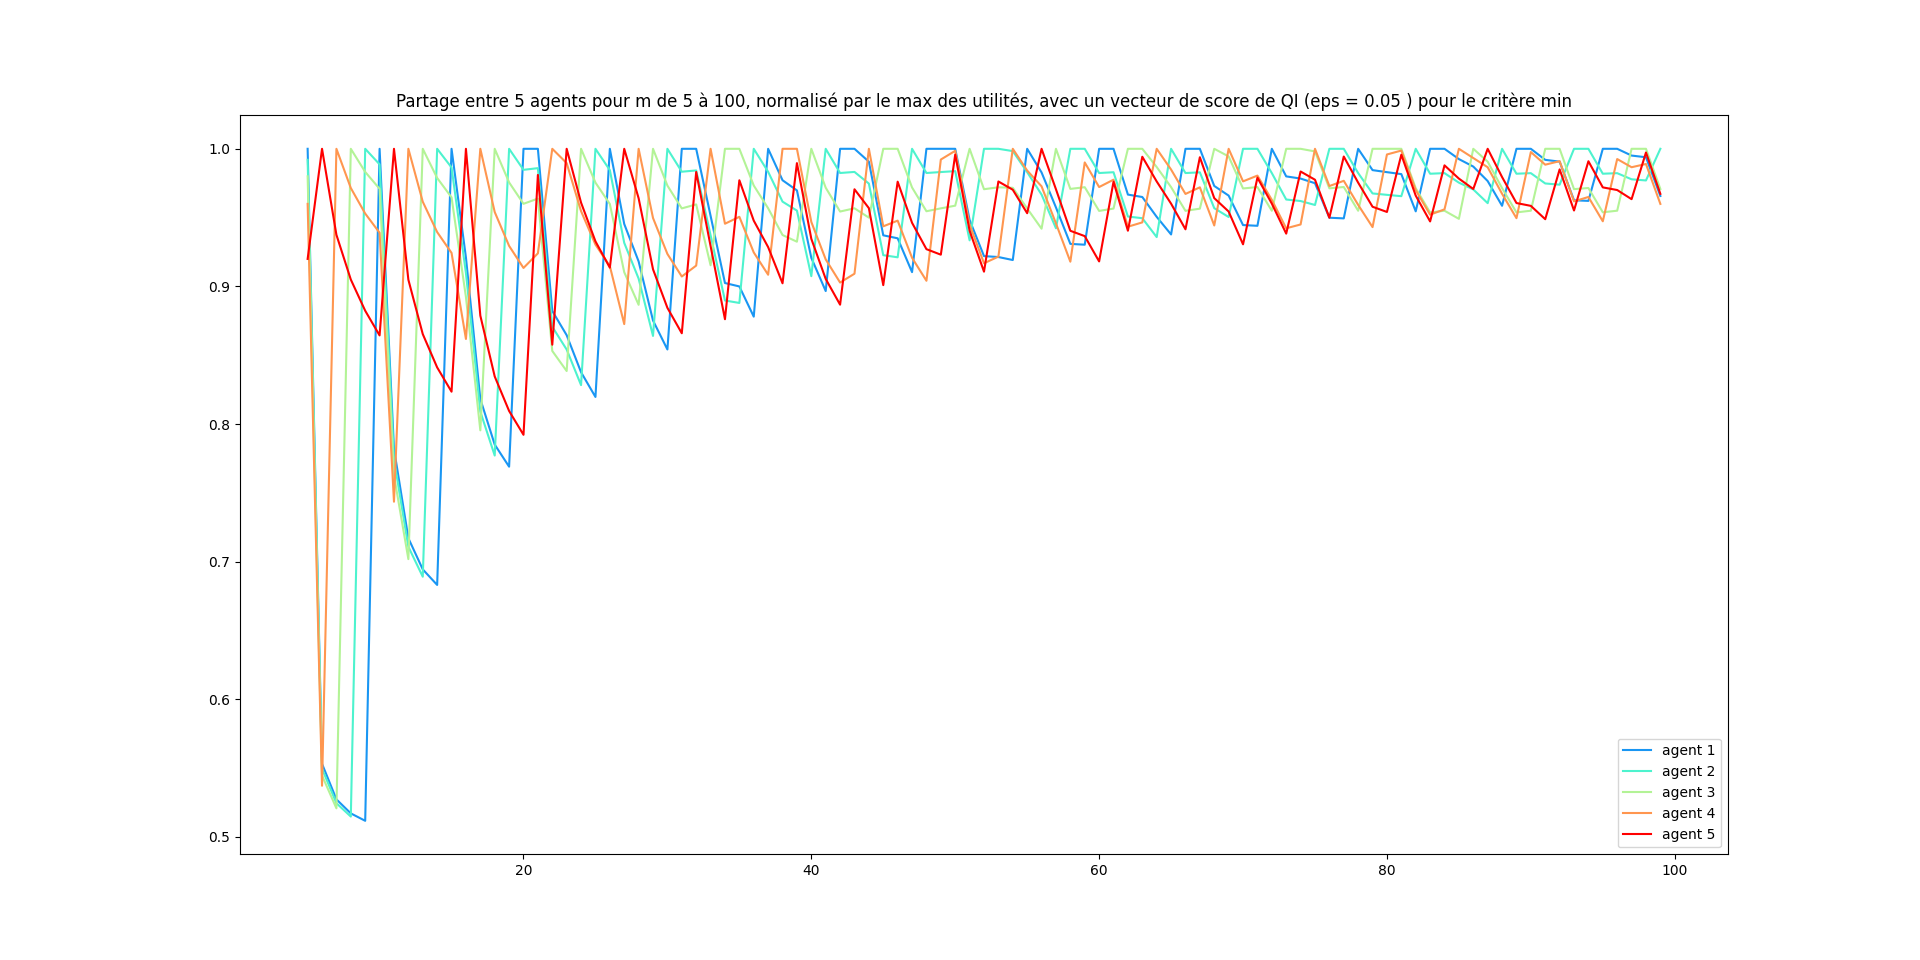 Partage entre 5 agents pour m de 5 à 100, normalisé par le max des utilités, avec un vecteur de score de QI (eps = 0.05 ) pour le critère min
1.0
0.9
0.8
0.7
0.6
0.5
20
40
60
80
100
agent 1
agent 2
agent 3
agent 4
agent 5